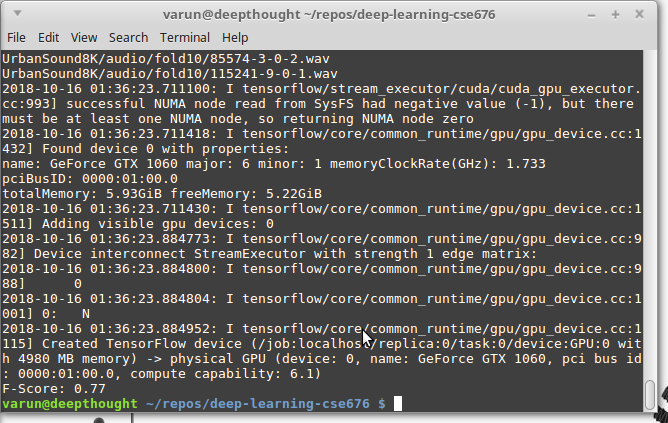 varun@deepthought ~/repos/deep-learning-cse676
File Edit View Search Terminal Help
UrbanSound8K/audio/fold10/85574-3-0-2.wav
UrbanSound8K/audio/fold10/115241-9-0-1.wav
2018-10-16 01:36:23.711100: I tensorflow/stream_executor/cuda/cuda_gpu_executor.
cc:993] successful NUMA node read from SysFS had negative value (-1), but there
must be at least one NUMA node, so returning NUMA node zero
2018-10-16 01:36:23.711418: I tensorflow/core/common_runtime/gpu/gpu_device.cc:1
432] Found device 0 with properties:
name: GeForce GTX 1060 major: 6 minor: 1 memoryClockRate(GHz): 1.733
pciBusID: 0000:01:00.0
totalMemory: 5.93GiB freeMemory: 5.22GiB
2018-10-16 01:36:23.711430: I tensorflow/core/common_runtime/gpu/gpu_device.cc:1
511] Adding visible gpu devices: 0
2018-10-16 01:36:23.884773: I tensorflow/core/common_runtime/gpu/gpu_device.cc:9
82] Device interconnect StreamExecutor with strength 1 edge matrix:
2018-10-16 01:36:23.884800: I tensorflow/core/common_runtime/gpu/gpu_device.cc:9
88]      0
2018-10-16 01:36:23.884804: I tensorflow/core/common_runtime/gpu/gpu_device.cc:1
001] 0:   N
2018-10-16 01:36:23.884952: I tensorflow/core/common_runtime/gpu/gpu_device.cc:1
115] Created TensorFlow device (/job:localhost/replica:0/task:0/device:GPU:0 wit
h 4980 MB memory) -> physical GPU (device: 0, name: GeForce GTX 1060, pci bus id
: 0000:01:00.0, compute capability: 6.1)
F-Score: 0.77
varun@deepthought ~/repos/deep-learning-cse676 $